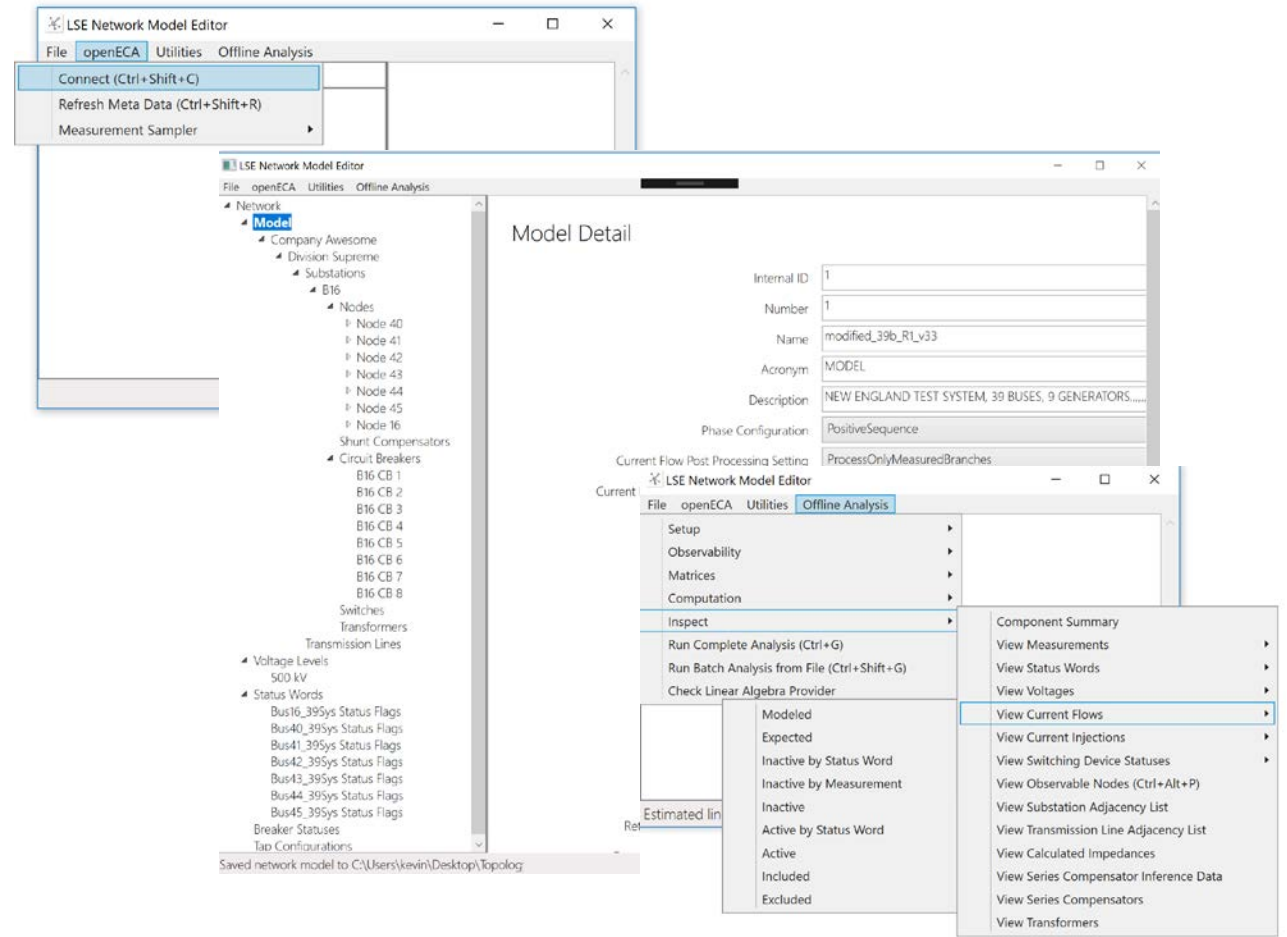 LSE Network Model Editor
File openECA Utilities Offline Analysis
Connect (Ctrl+Shift+C)
Refresh Meta Data (Ctrl+Shift+R)
Measurement Sampler
LSE Network Model Editor
File openECA Utilities Offline Analysis
Network
Model
Company Awesome
Division Supreme
Substations
B16
Nodes
Node 40
Node 41
Node 42
Node 43
Node 44
Node 45
Node 16
Shunt Compensators
Circuit Breakers
B16 CB 1
B16 CB 2
B16 CB 3
B16 CB 4
B16 CB 5
B16 CB 6
B16 CB 7
B16 CB 8
Switches
Transformers
Transmission Lines
Voltage Levels
500 kV
Status Words
Bus16_39Sys Status Flags
Bus40_39Sys Status Flags
Bus41_39Sys Status Flags
Bus42_39Sys Status Flags
Bus43_39Sys Status Flags
Bus44_39Sys Status Flags
Bus45_39Sys Status Flags
Breaker Statuses
Tap Configurations
Saved network model to C:\Users\kevin\Desktop\Topolog
Model Detail
Internal ID 1
Number 1
Name modified_39b_R1_v33
Acronym MODEL
Description NEW ENGLAND TEST SYSTEM, 39 BUSES, 9 GENERATORS,,,,,
Phase Configuration PositiveSequence
Current Flow Post Processing Setting ProcessOnlyMeasuredBranches
Current
LSE Network Model Editor
File openECA Utilities Offline Analysis
Setup
Observability
Matrices
Computation
Inspect
Run Complete Analysis (Ctrl+G)
Run Batch Analysis from File (Ctrl+Shift+G)
Check Linear Algebra Provider
Estimated lin
Component Summary
View Measurements
View Status Words
View Voltages
View Current Flows
View Current Injections
View Switching Device Statuses
View Observable Nodes (Ctrl+Alt+P)
View Substation Adjacency List
View Transmission Line Adjacency List
View Calculated Impedances
View Series Compensator Inference Data
View Series Compensators
View Transformers
Modeled
Expected
Inactive by Status Word
Inactive by Measurement
Inactive
Active by Status Word
Active
Included
Excluded